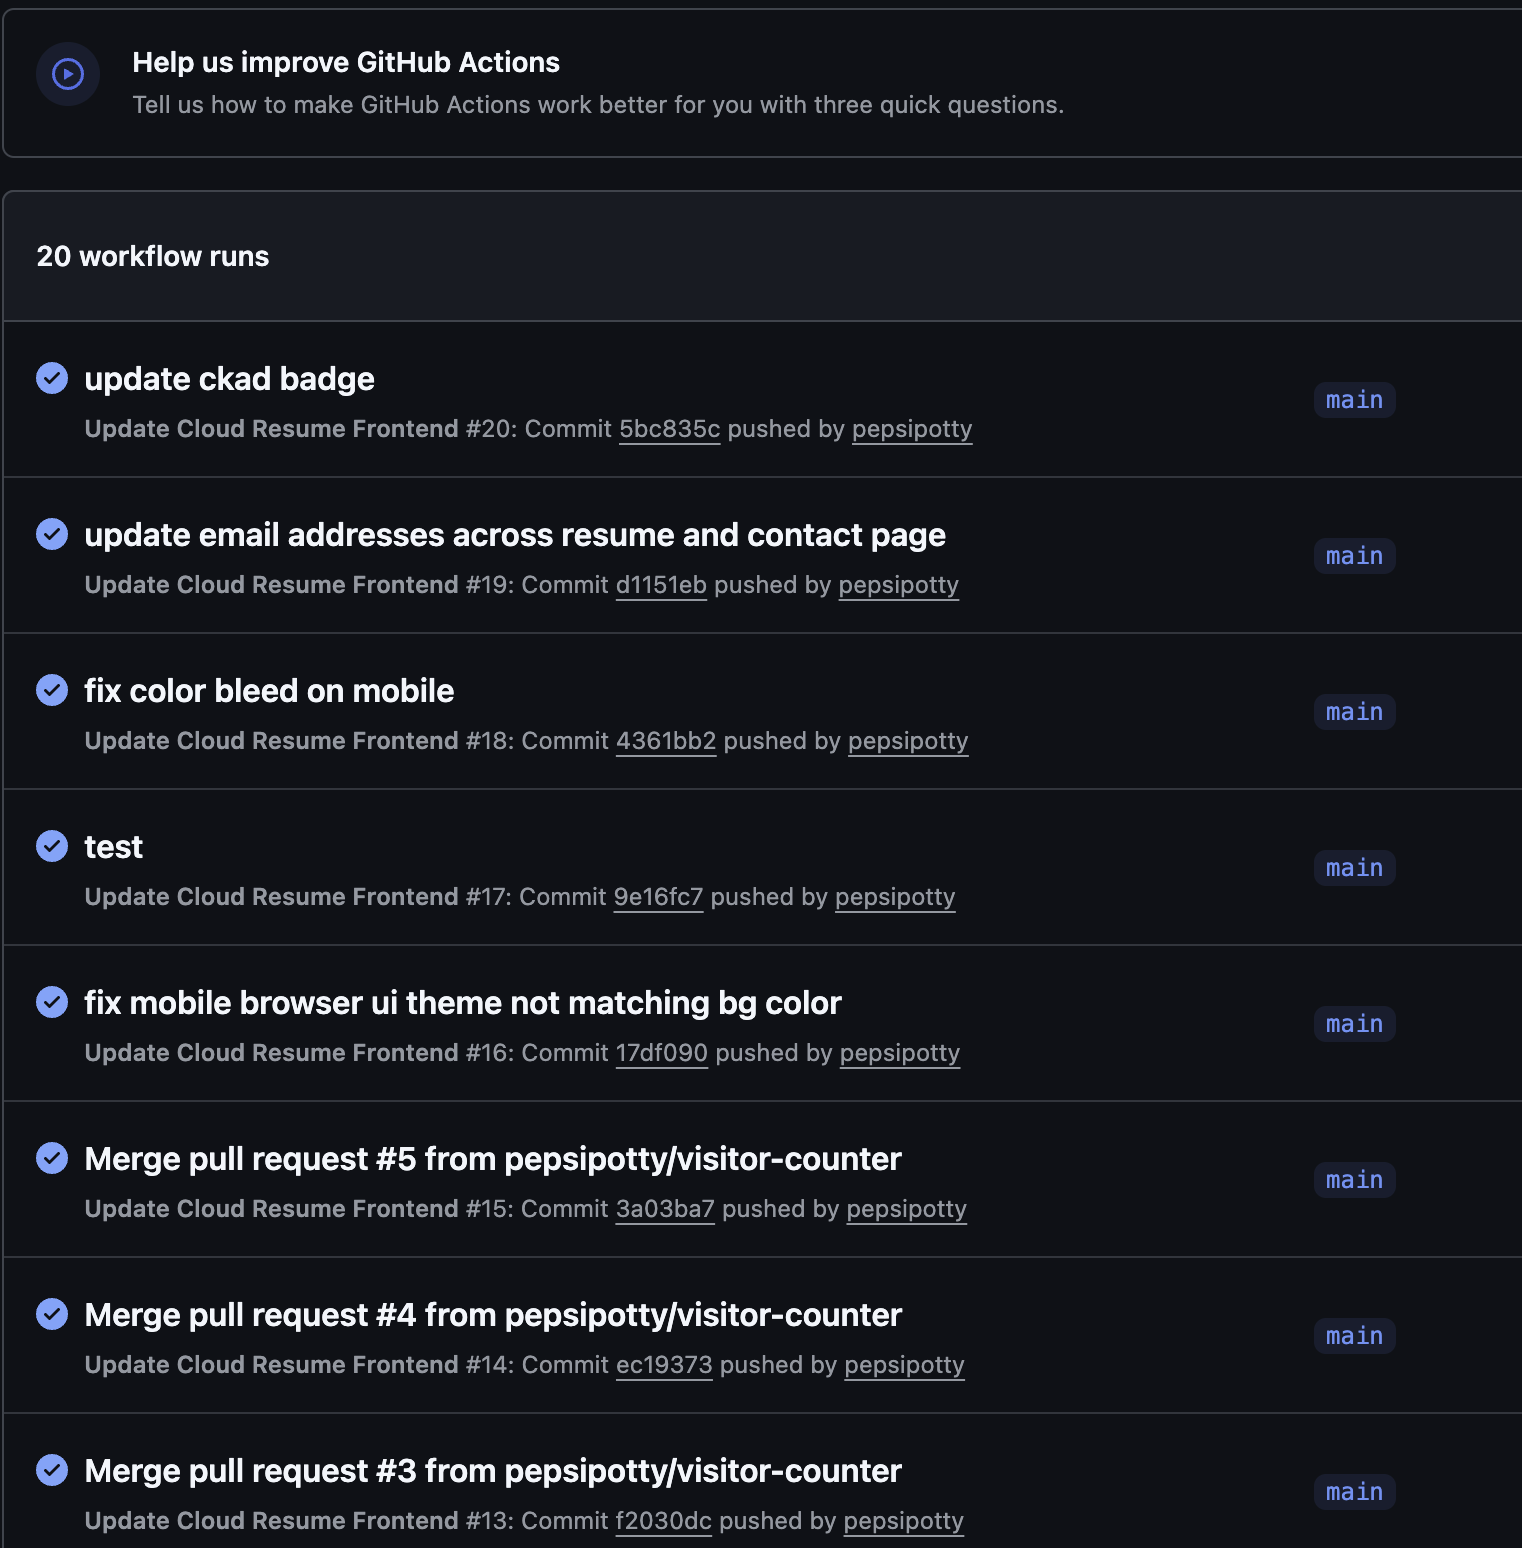 Help us improve GitHub Actions
Tell us how to make GitHub Actions work better for you with three quick questions.
20 workflow runs
update ckad badge
main
Update Cloud Resume Frontend #20: Commit 5bc835c pushed by pepsipotty
update email addresses across resume and contact page
main
Update Cloud Resume Frontend #19: Commit d1151eb pushed by pepsipotty
fix color bleed on mobile
main
Update Cloud Resume Frontend #18: Commit 4361bb2 pushed by pepsipotty
test
main
Update Cloud Resume Frontend #17: Commit 9e16fc7 pushed by pepsipotty
fix mobile browser ui theme not matching bg color
main
Update Cloud Resume Frontend #16: Commit 17df090 pushed by pepsipotty
Merge pull request #5 from pepsipotty/visitor-counter
main
Update Cloud Resume Frontend #15: Commit 3a03ba7 pushed by pepsipotty
Merge pull request #4 from pepsipotty/visitor-counter
main
Update Cloud Resume Frontend #14: Commit ec19373 pushed by pepsipotty
Merge pull request #3 from pepsipotty/visitor-counter
main
Update Cloud Resume Frontend #13: Commit f2030dc pushed by pepsipotty